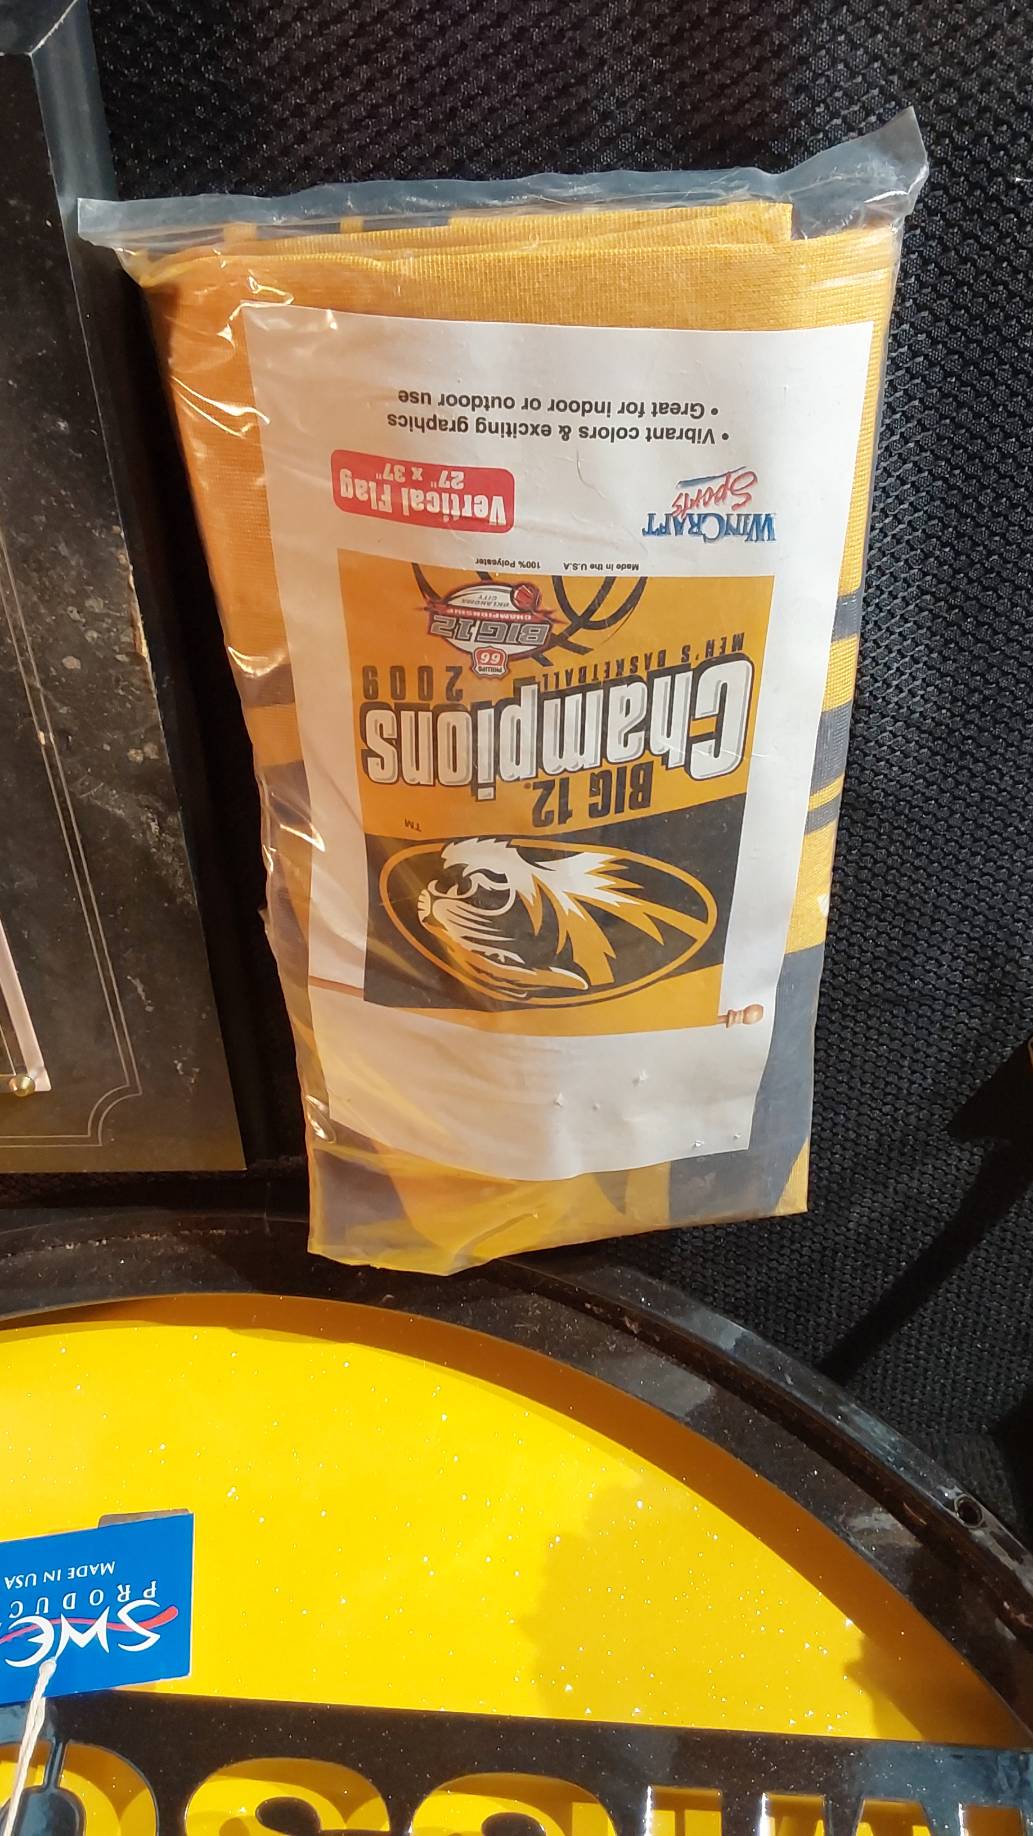 BIG 12
Champions
MEN'S BASKETBALL
2009
PHILLIPS
66
BIG 12
CHAMPIONSHIP
OKLAHOMA
CITY
TM
Made in the U.S.A
100% Polyester
WINCRAFT
Sports
Vertical Flag
27" x 37"
• Vibrant colors & exciting graphics
• Great for indoor or outdoor use
SWC
PRODUC
MADE IN USA